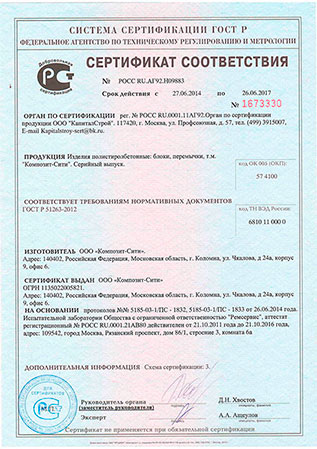 СИСТЕМА СЕРТИФИКАЦИИ ГОСТ Р
ФЕДЕРАЛЬНОЕ АГЕНТСТВО ПО ТЕХНИЧЕСКОМУ РЕГУЛИРОВАНИЮ И МЕТРОЛОГИИ
Добровольная
СЕРТИФИКАТ СООТВЕТСТВИЯ
№ РОСС RU.АГ92.Н09883
Срок действия с 27.06.2014 по 26.06.2017
№ 1673330
ОРГАН ПО СЕРТИФИКАЦИИ рег. № РОСС RU.0001.11АГ92.Орган по сертификации
продукции ООО "КапиталСтрой". 117420, г. Москва, ул. Профсоюзная, д. 57, тел. (499) 3915007,
E-mail Kapitalstroy-sert@bk.ru.
ПРОДУКЦИЯ Изделия полистиролбетонные: блоки, перемычки, т.м.
"Композит-Сити". Серийный выпуск.
код ОК 005 (ОКП):
57 4100
СООТВЕТСТВУЕТ ТРЕБОВАНИЯМ НОРМАТИВНЫХ ДОКУМЕНТОВ
ГОСТ Р 51263-2012
код ТН ВЭД России:
6810 11 000 0
ИЗГОТОВИТЕЛЬ ООО «Композит-Сити».
Адрес: 140402, Российская Федерация, Московская область, г. Коломна, ул. Чкалова, д 24а, корпус
9, офис 6.
СЕРТИФИКАТ ВЫДАН ООО «Композит-Сити»
ОГРН 1135022005821.
Адрес: 140402, Российская Федерация, Московская область, г. Коломна, ул. Чкалова, д 24а, корпус
9, офис 6.
НА ОСНОВАНИИ протоколов №№ 5185-03-1/ПС - 1832, 5185-03-1/ПС - 1833 от 26.06.2014 года.
Испытательной лаборатории Общества с ограниченной ответственностью "Ремсервис", аттестат
регистрационный № РОСС RU.0001.21АВ80 действителен от 21.10.2011 года до 21.10.2016 года,
адрес: 109542, город Москва, Рязанский проспект, дом 86/1, строение 3, комната 6а
ДОПОЛНИТЕЛЬНАЯ ИНФОРМАЦИЯ Схема сертификации: 3.
Руководитель органа
(заместитель руководителя)
Д.Н. Хвостов
Эксперт
А.А. Ашкулов
Сертификат не применяется при обязательной сертификации